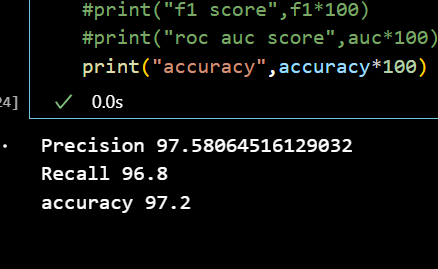 #print("f1 score",f1*100)
#print("roc auc score",auc*100)
print("accuracy",accuracy*100)
24]
0.0s
Precision 97.58064516129032
Recall 96.8
accuracy 97.2